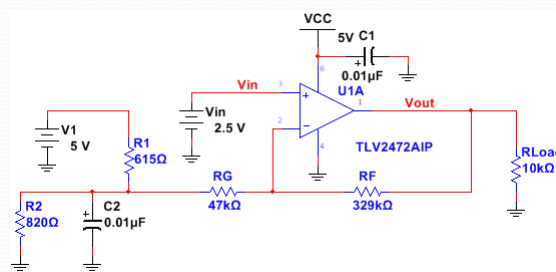 VCC
5V
C1
0.01µF
8
U1A
Vin
3
Vout
1
2
4
TLV2472AIP
Vin
2.5 V
V1
5 V
R1
615Ω
RG
47kΩ
RF
329kΩ
RLoa
10kΩ
R2
820Ω
C2
0.01µF